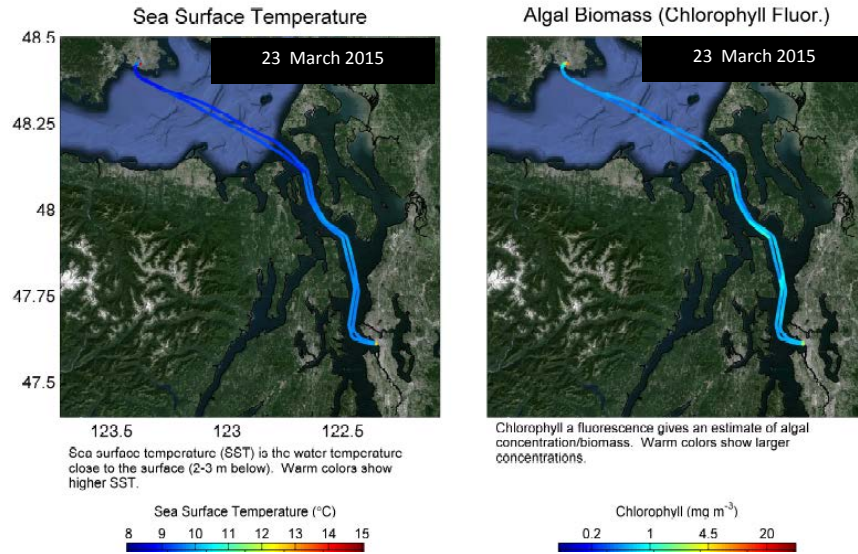 Sea Surface Temperature
23 March 2015
48.5
48.25
48
47.75
47.5
123.5 123 122.5
Sea surface temperature (SST) is the water temperature
close to the surface (2-3 m below). Warm colors show
higher SST.
Sea Surface Temperature (°C)
8 9 10 11 12 13 14 15
Algal Biomass (Chlorophyll Fluor.)
23 March 2015
Chlorophyll a fluorescence gives an estimate of algal
concentration/biomass. Warm colors show larger
concentrations.
Chlorophyll (mg m⁻³)
0.2 1 4.5 20